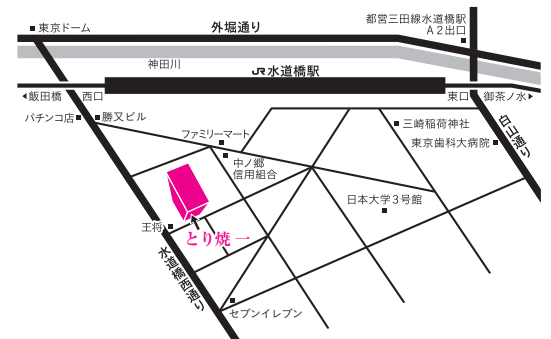 東京ドーム
外堀通り
都営三田線水道橋駅
A2出口
神田川
JR水道橋駅
◀飯田橋
西口
東口
御茶ノ水▶
パチンコ店
勝又ビル
白山通り
ファミリーマート
三崎稲荷神社
東京歯科大病院
中ノ郷
信用組合
日本大学3号館
王将
とり焼 一
水道橋西通り
セブンイレブン